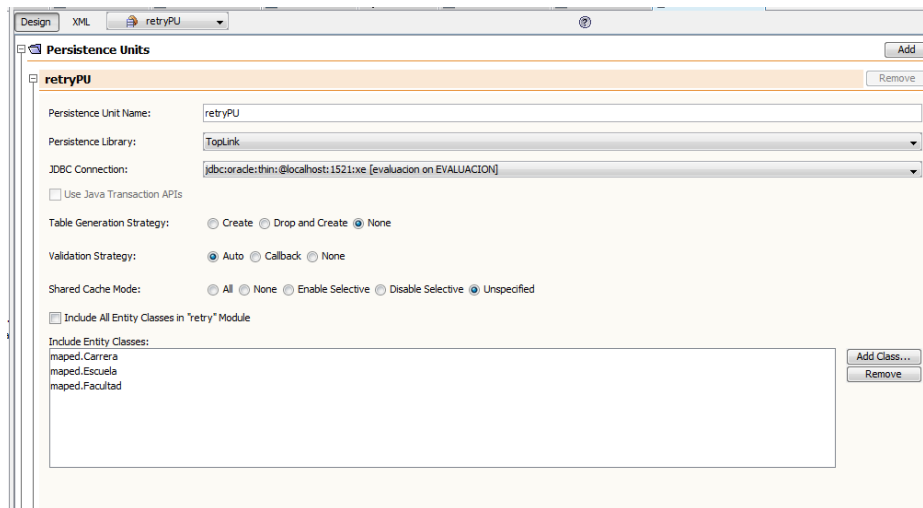 Design XML retryPU
Persistence Units Add
retryPU Remove
Persistence Unit Name: retryPU
Persistence Library: TopLink
JDBC Connection: jdbc:oracle:thin:@localhost:1521:xe [evaluacion on EVALUACION]
Use Java Transaction APIs
Table Generation Strategy: Create Drop and Create None
Validation Strategy: Auto Callback None
Shared Cache Mode: All None Enable Selective Disable Selective Unspecified
Include All Entity Classes in "retry" Module
Include Entity Classes:
maped.Carrera Add Class...
maped.Escuela Remove
maped.Facultad